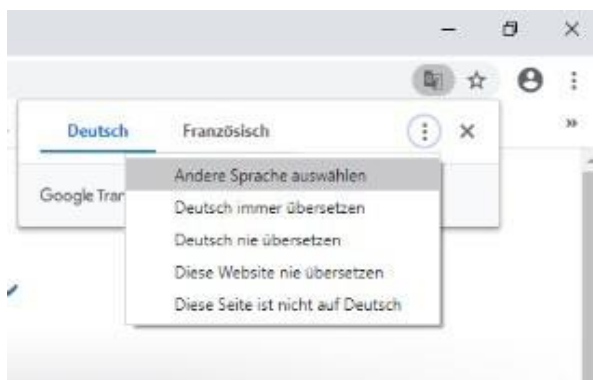 Deutsch Französisch
Andere Sprache auswählen
Google Tran
Deutsch immer übersetzen
Deutsch nie übersetzen
Diese Website nie übersetzen
Diese Seite ist nicht auf Deutsch